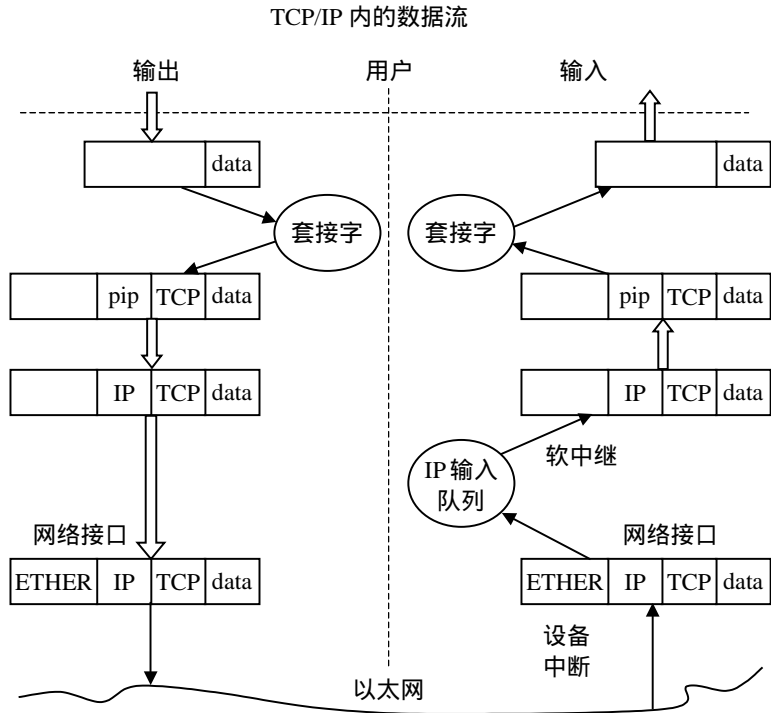 TCP/IP 内的数据流
输出 用户 输入
data data
套接字 套接字
pip TCP data pip TCP data
IP TCP data IP TCP data
软中继
IP 输入
队列
网络接口 网络接口
ETHER IP TCP data ETHER IP TCP data
设备
中断
以太网